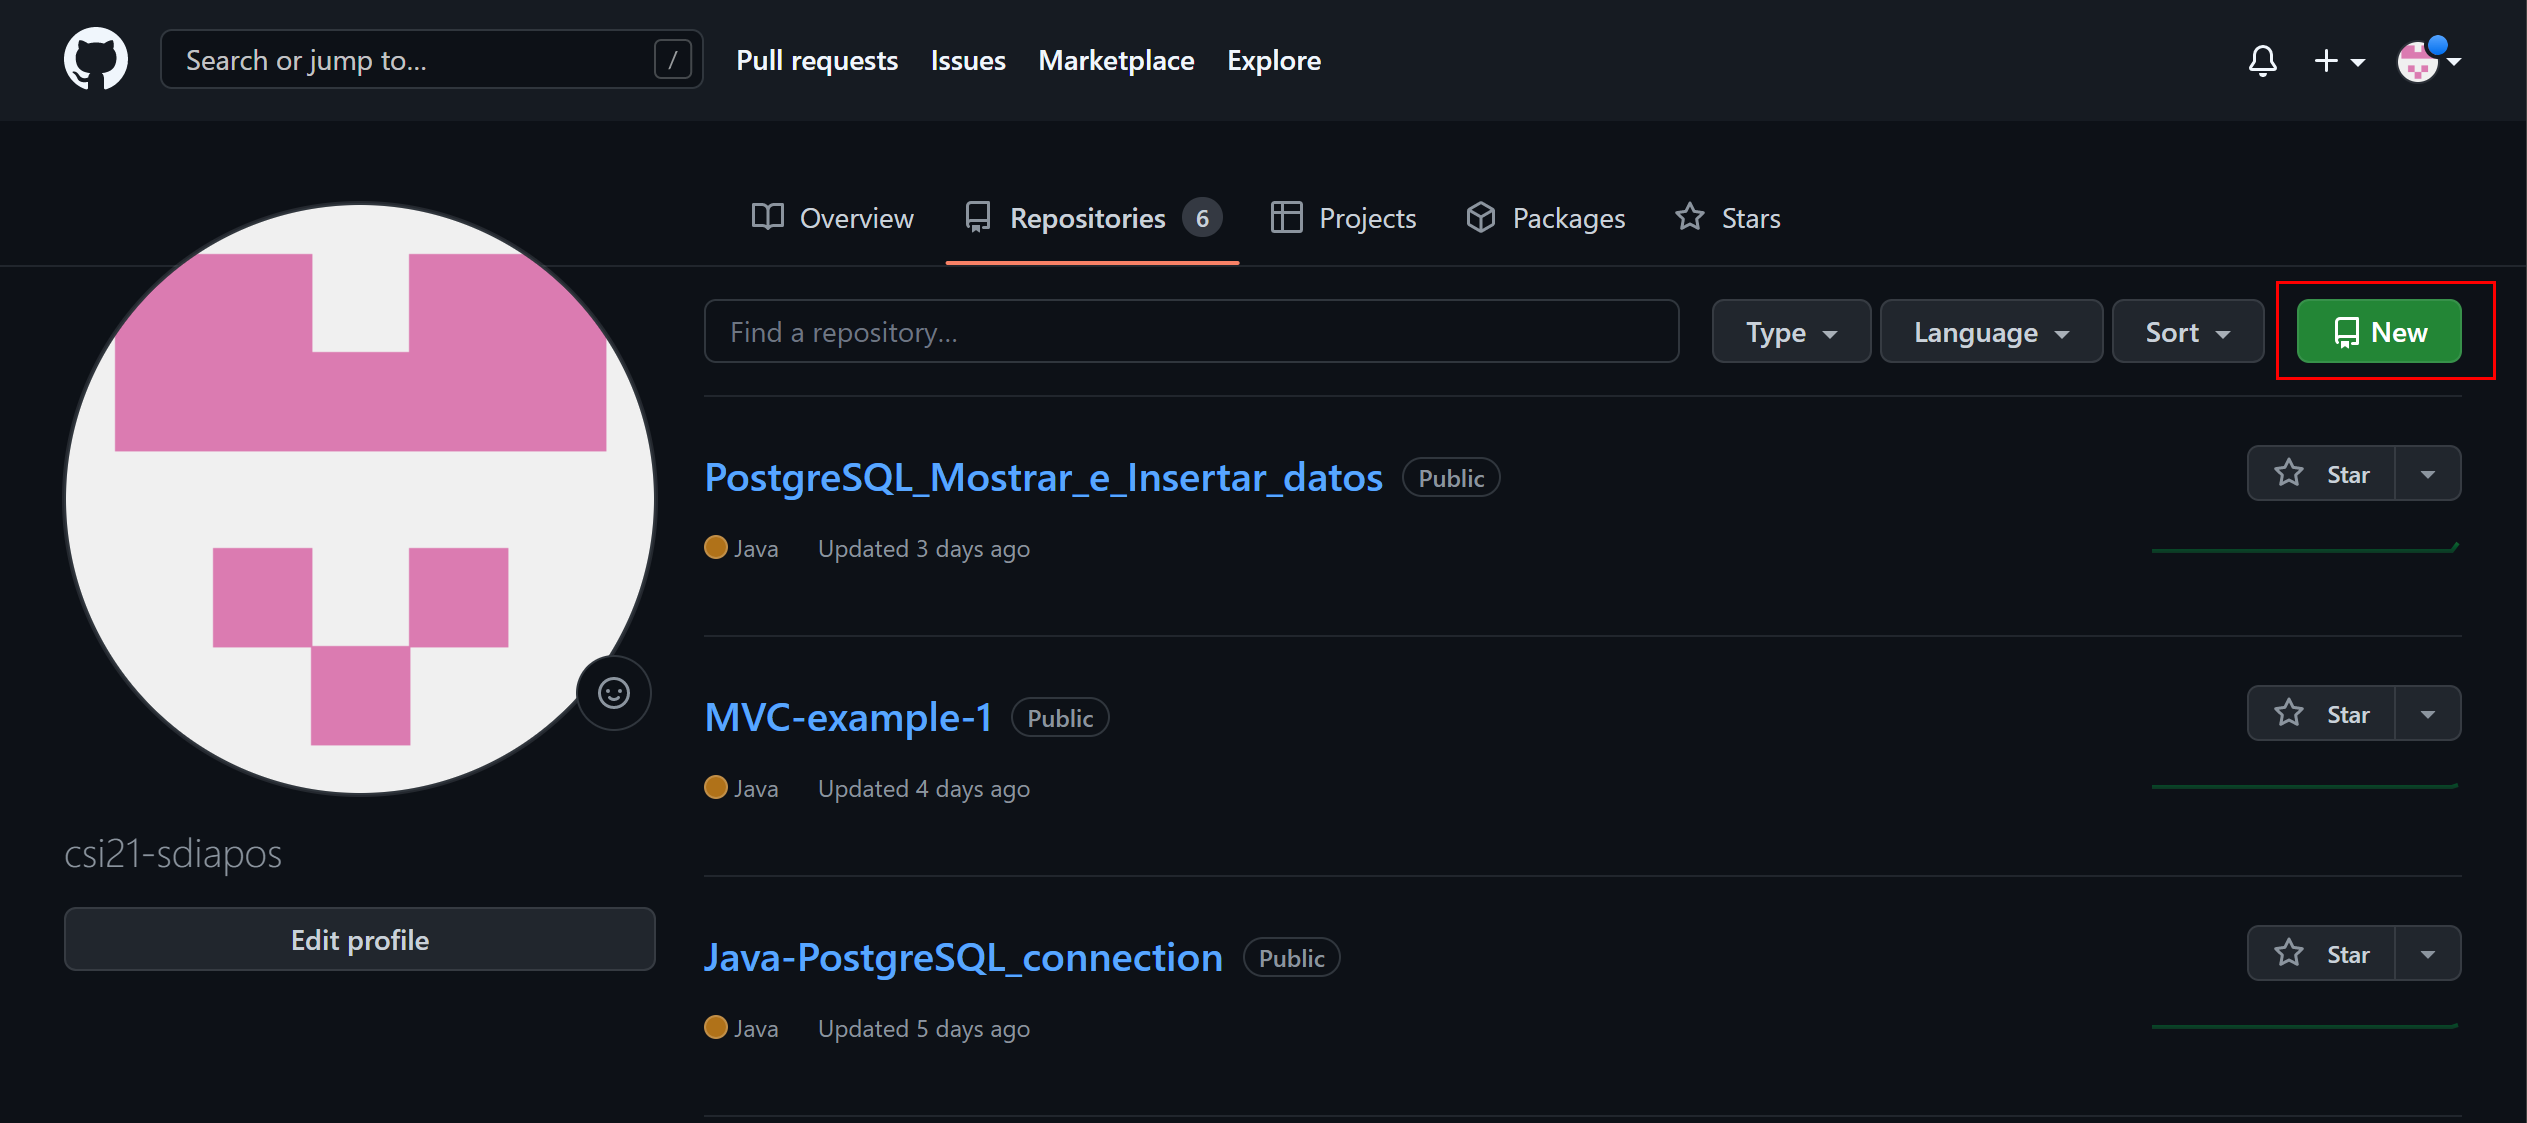 Search or jump to... / Pull requests Issues Marketplace Explore
Overview Repositories 6 Projects Packages Stars
Find a repository... Type Language Sort New
PostgreSQL_Mostrar_e_Insertar_datos Public Star
Java Updated 3 days ago
MVC-example-1 Public Star
Java Updated 4 days ago
csi21-sdiapos
Edit profile
Java-PostgreSQL_connection Public Star
Java Updated 5 days ago